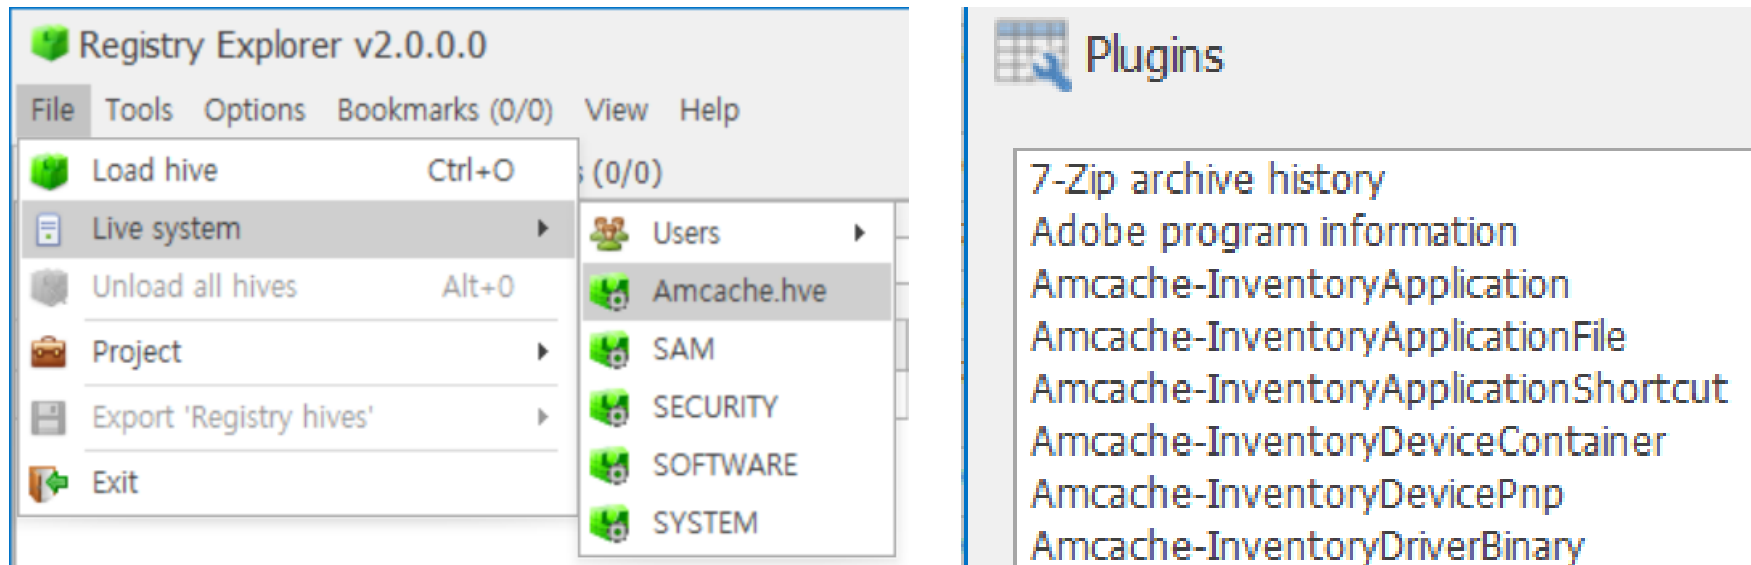 Registry Explorer v2.0.0.0
File Tools Options Bookmarks (0/0) View Help
Load hive Ctrl+O
(0/0)
Live system
Unload all hives Alt+0
Project
Export 'Registry hives'
Exit
Users
Amcache.hve
SAM
SECURITY
SOFTWARE
SYSTEM
Plugins
7-Zip archive history
Adobe program information
Amcache-InventoryApplication
Amcache-InventoryApplicationFile
Amcache-InventoryApplicationShortcut
Amcache-InventoryDeviceContainer
Amcache-InventoryDevicePnp
Amcache-InventoryDriverBinary